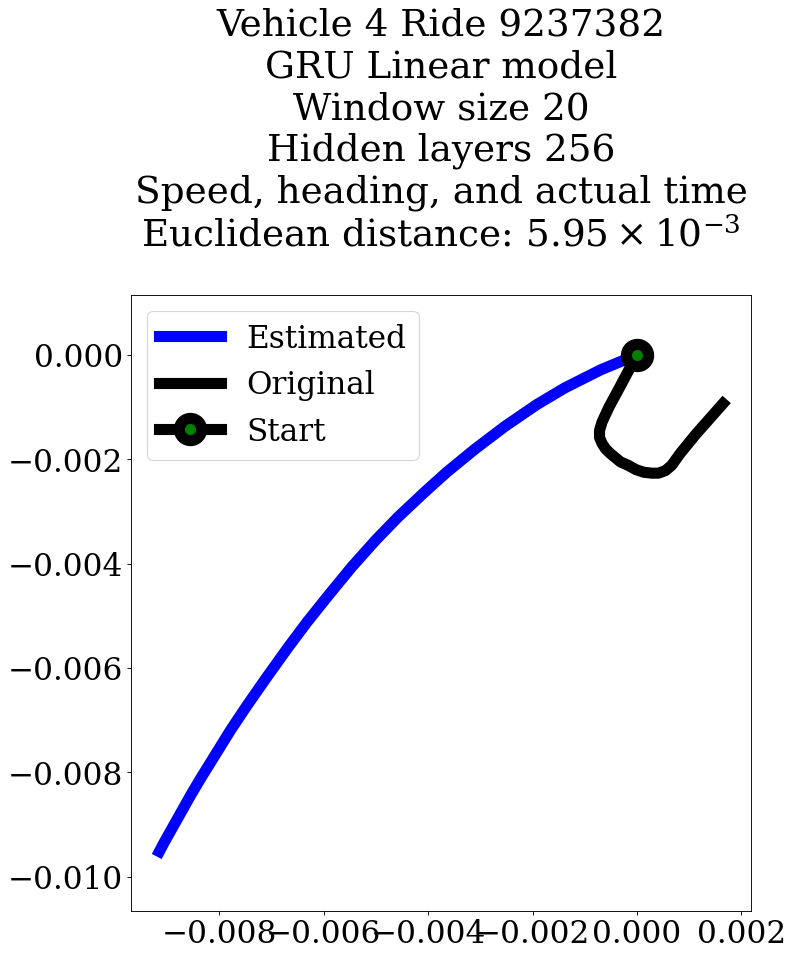 Vehicle 4 Ride 9237382
GRU Linear model
Window size 20
Hidden layers 256
Speed, heading, and actual time
Euclidean distance: 5.95 × 10⁻³
Estimated
Original
Start
0.000
−0.002
−0.004
−0.006
−0.008
−0.010
−0.008 −0.006 −0.004 −0.002 0.000 0.002